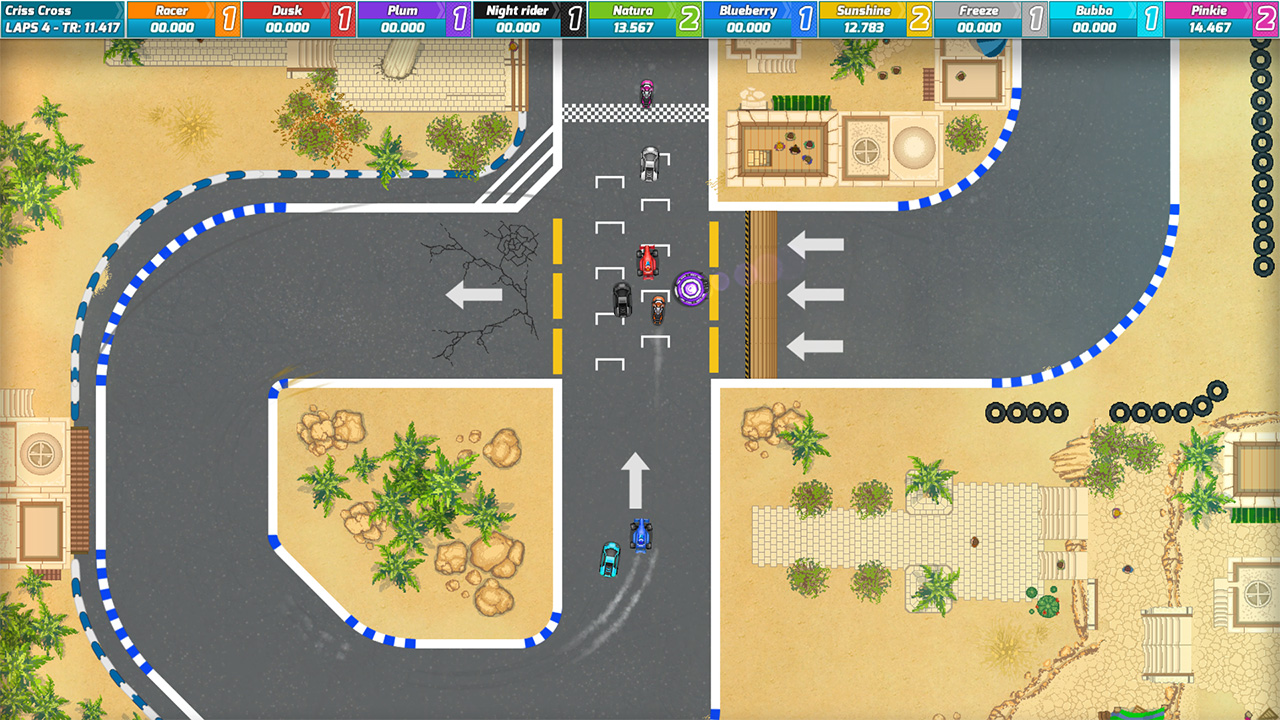 Criss Cross
LAPS 4 - TR: 11.417
Racer
00.000
1
Dusk
00.000
1
Plum
00.000
1
Night rider
00.000
1
Natura
13.567
2
Blueberry
00.000
1
Sunshine
12.783
2
Freeze
00.000
1
Bubba
00.000
1
Pinkie
14.467
2